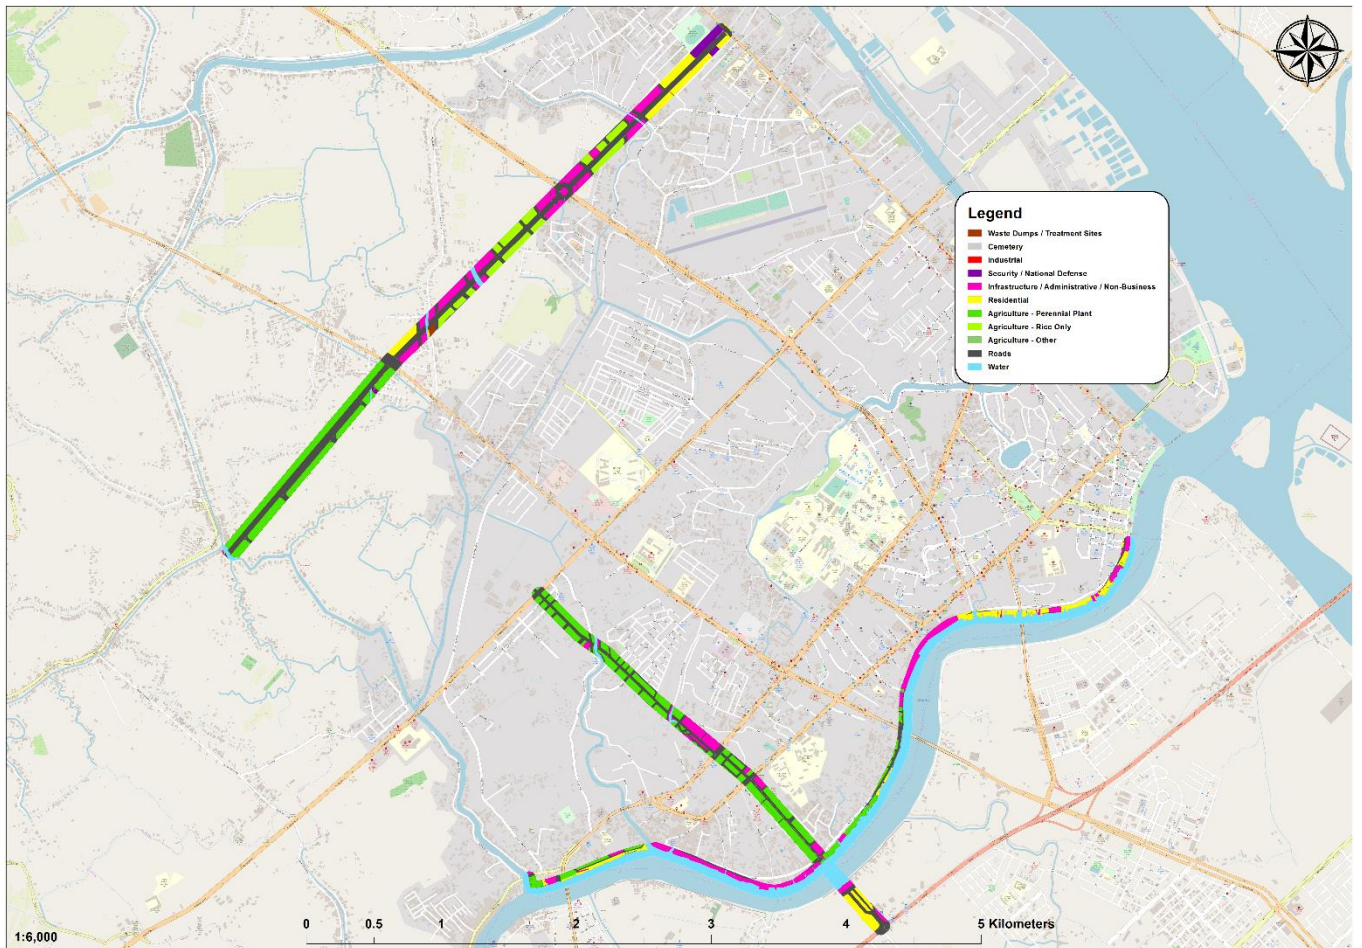 Legend
Waste Dumps / Treatment Sites
Cemetery
Industrial
Security / National Defense
Infrastructure / Administrative / Non-Business
Residential
Agriculture - Perennial Plant
Agriculture - Rice Only
Agriculture - Other
Roads
Water
0 0.5 1 2 3 4 5 Kilometers
1:6,000